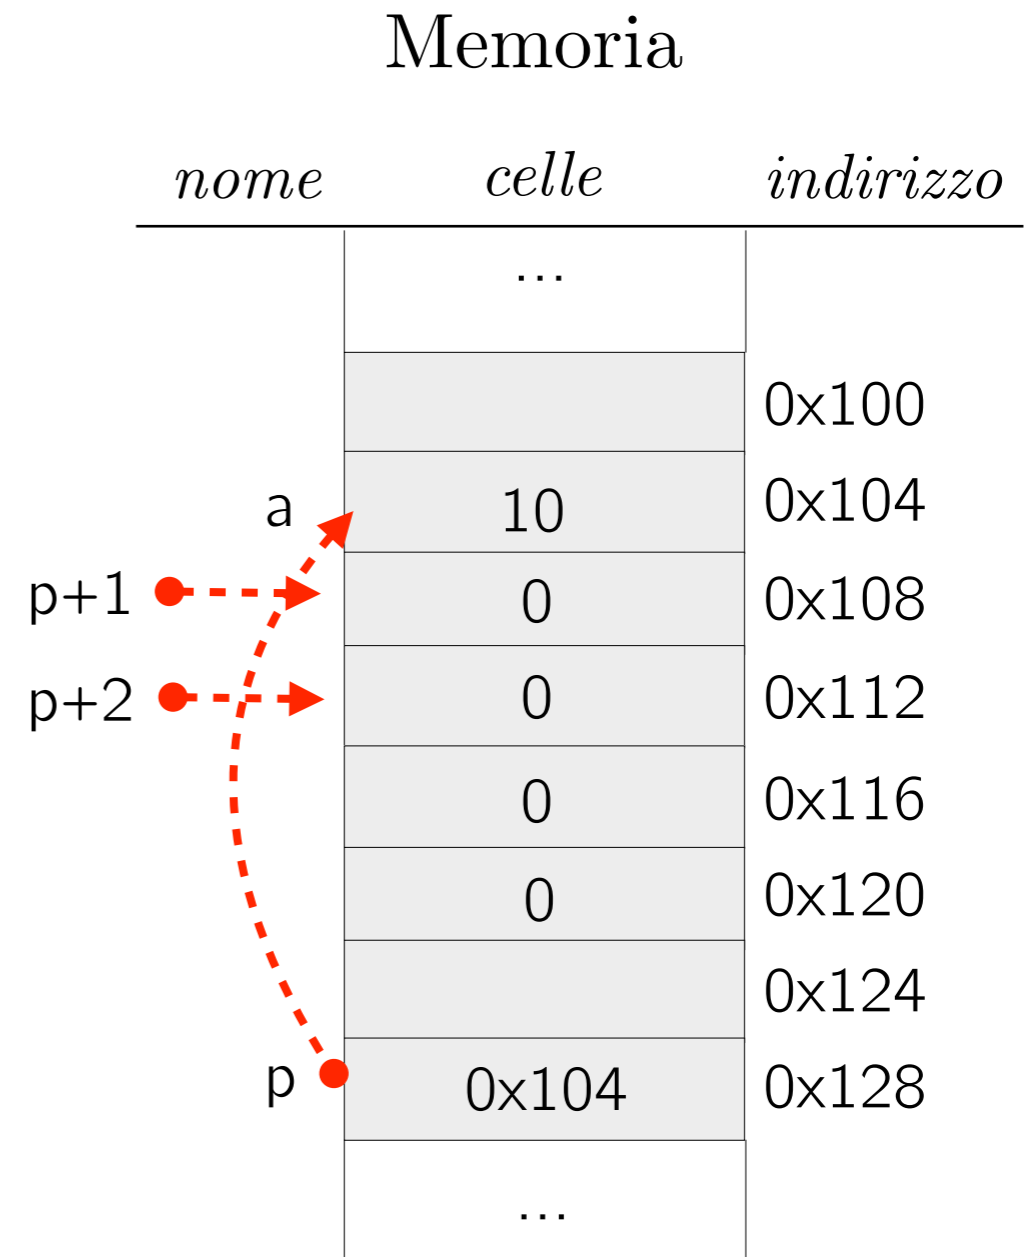 Memoria
nome celle indirizzo
...
0x100
a 10 0x104
p+1 0 0x108
p+2 0 0x112
0 0x116
0 0x120
0x124
p 0x104 0x128
...